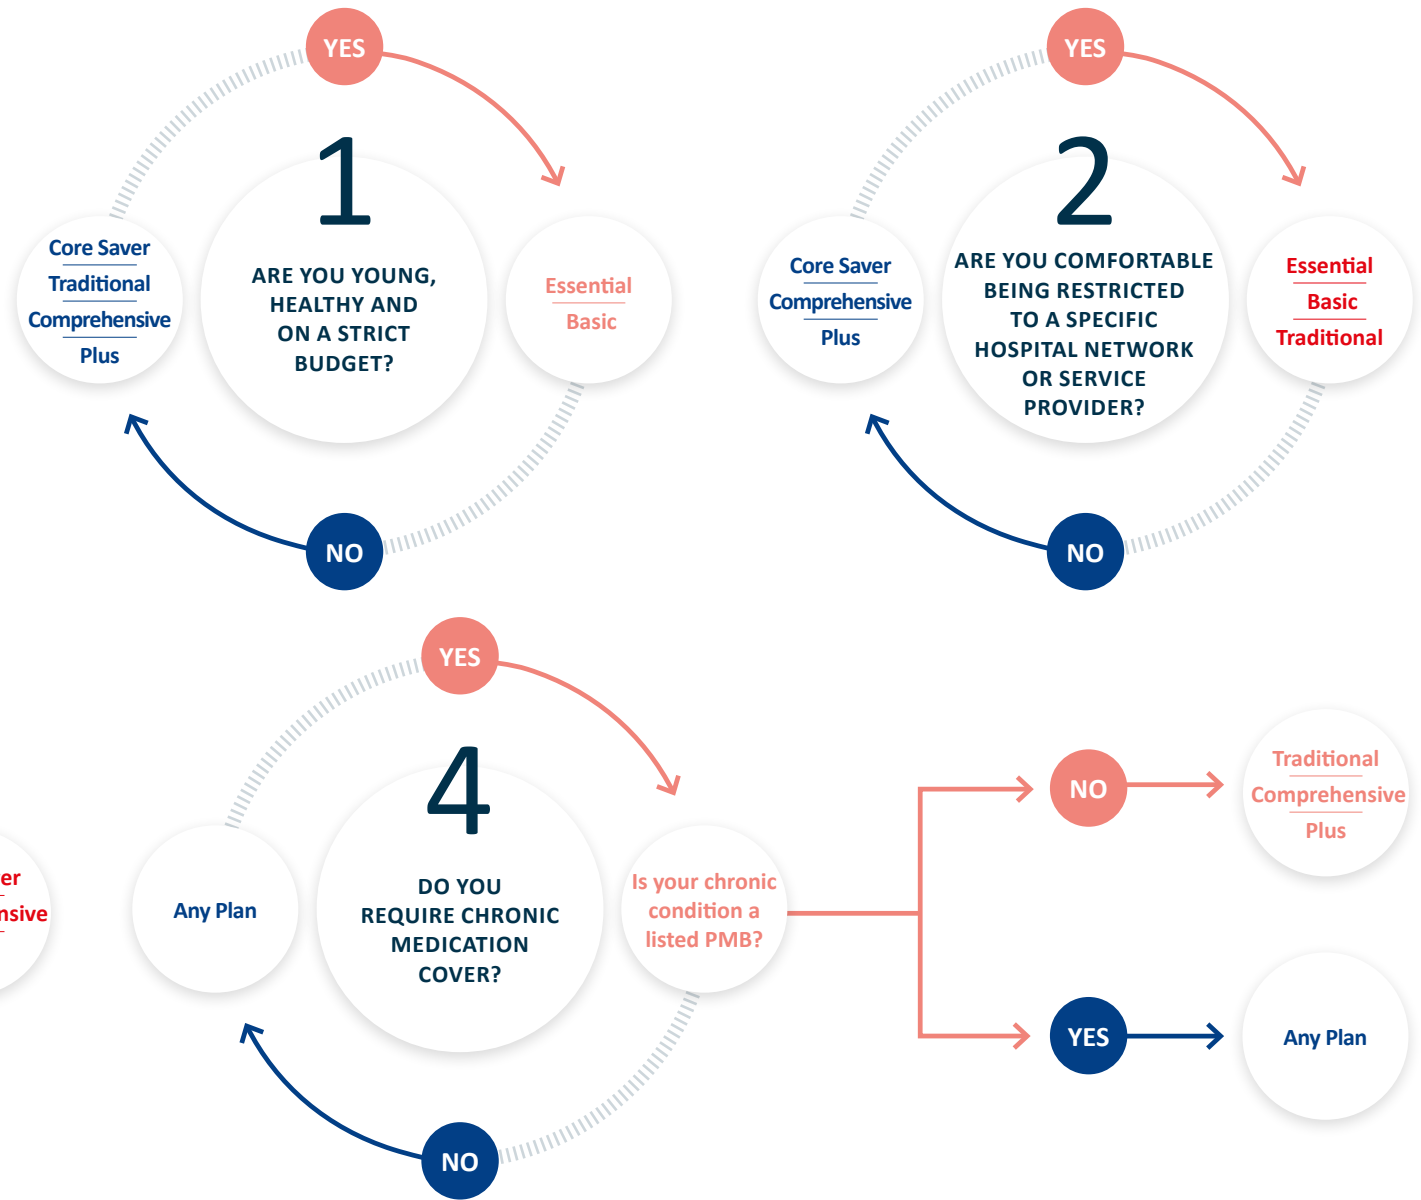 YES
1
ARE YOU YOUNG,
HEALTHY AND
ON A STRICT
BUDGET?
Core Saver
Traditional
Comprehensive
Plus
Essential
Basic
NO
YES
2
ARE YOU COMFORTABLE
BEING RESTRICTED
TO A SPECIFIC
HOSPITAL NETWORK
OR SERVICE
PROVIDER?
Core Saver
Comprehensive
Plus
Essential
Basic
Traditional
NO
YES
4
DO YOU
REQUIRE CHRONIC
MEDICATION
COVER?
Any Plan
Is your chronic
condition a
listed PMB?
NO
NO
Traditional
Comprehensive
Plus
YES
Any Plan